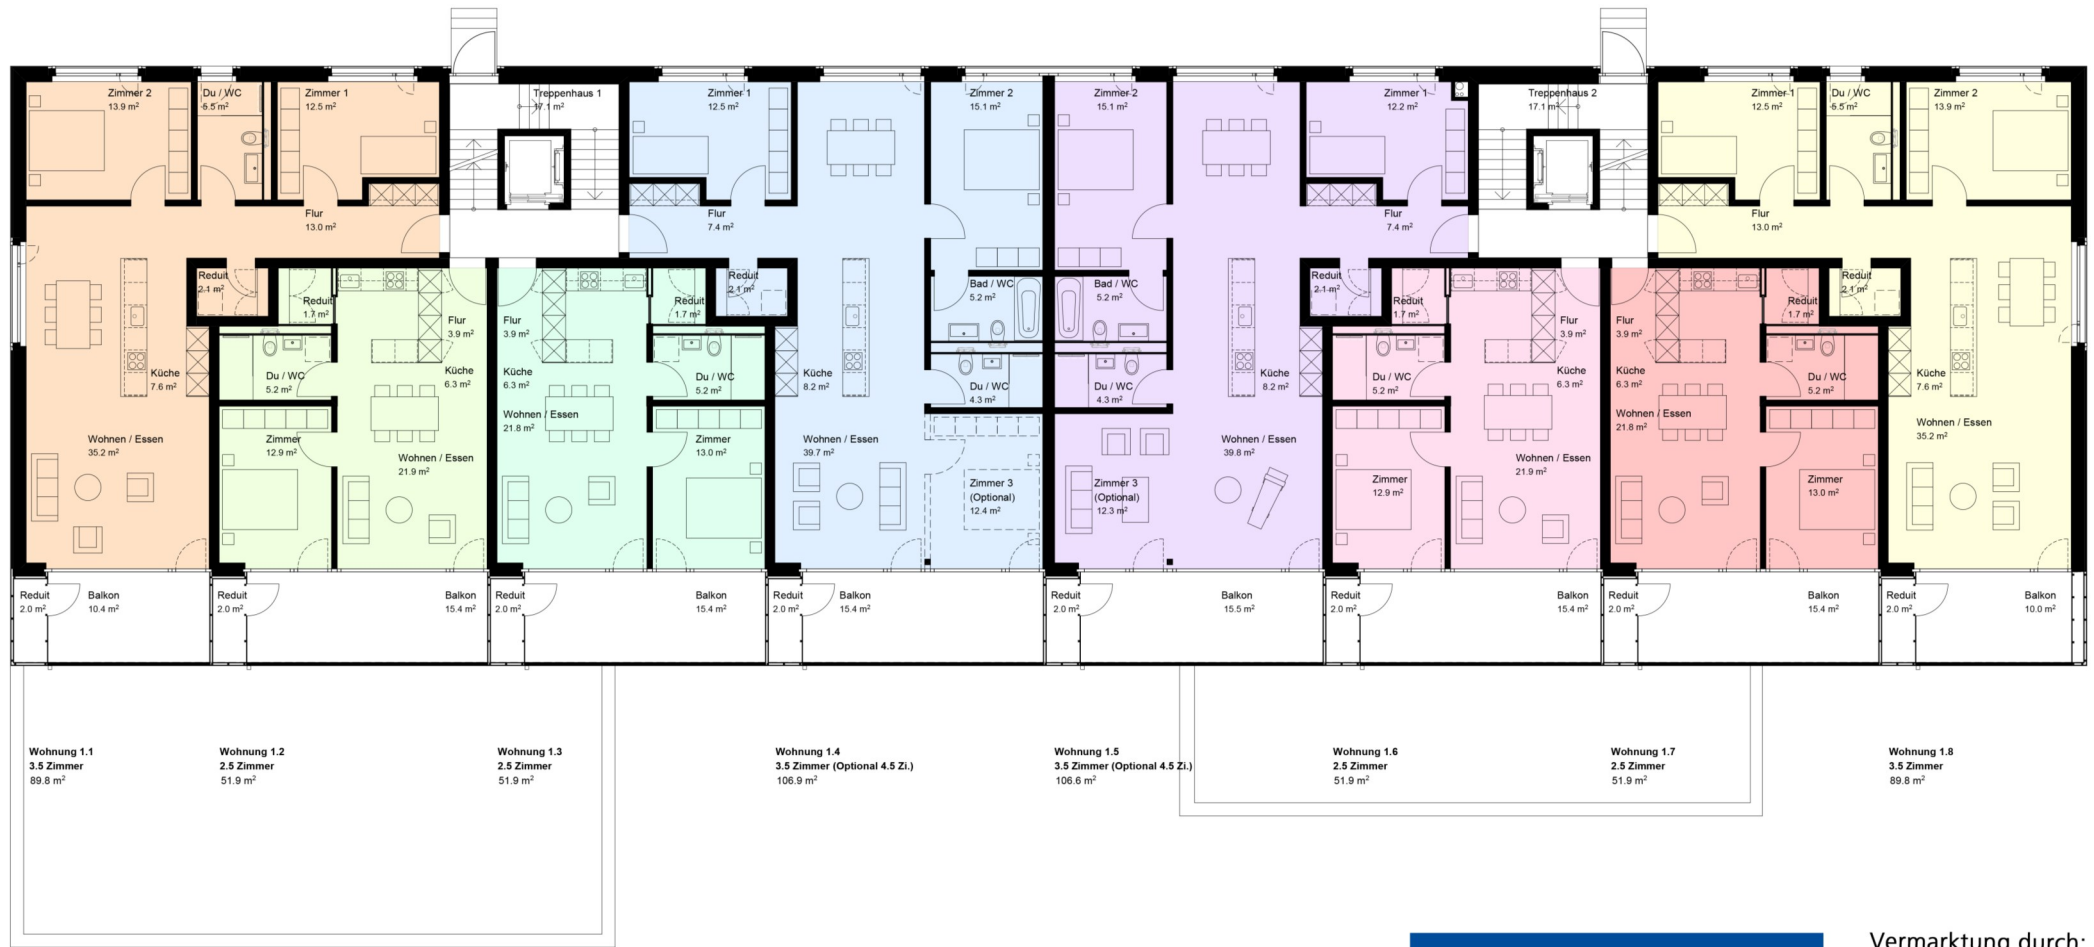 Zimmer 2
13.9 m²
Du / WC
5.5 m²
Zimmer 1
12.5 m²
Flur
13.0 m²
Reduit
2.1 m²
Küche
7.6 m²
Wohnen / Essen
35.2 m²
Reduit
2.0 m²
Balkon
10.4 m²
Reduit
1.7 m²
Flur
3.9 m²
Du / WC
5.2 m²
Küche
6.3 m²
Zimmer
12.9 m²
Wohnen / Essen
21.9 m²
Reduit
2.0 m²
Balkon
15.4 m²
Treppenhaus 1
17.1 m²
Flur
3.9 m²
Reduit
1.7 m²
Küche
6.3 m²
Du / WC
5.2 m²
Wohnen / Essen
21.8 m²
Zimmer
13.0 m²
Reduit
2.0 m²
Balkon
15.4 m²
Zimmer 1
12.5 m²
Zimmer 2
15.1 m²
Flur
7.4 m²
Reduit
2.1 m²
Bad / WC
5.2 m²
Küche
8.2 m²
Du / WC
4.3 m²
Wohnen / Essen
39.7 m²
Zimmer 3
(Optional)
12.4 m²
Reduit
2.0 m²
Balkon
15.4 m²
Zimmer 2
15.1 m²
Zimmer 1
12.2 m²
Flur
7.4 m²
Bad / WC
5.2 m²
Reduit
2.1 m²
Du / WC
4.3 m²
Küche
8.2 m²
Wohnen / Essen
39.8 m²
Zimmer 3
(Optional)
12.3 m²
Reduit
2.0 m²
Balkon
15.5 m²
Treppenhaus 2
17.1 m²
Reduit
1.7 m²
Flur
3.9 m²
Du / WC
5.2 m²
Küche
6.3 m²
Zimmer
12.9 m²
Wohnen / Essen
21.9 m²
Reduit
2.0 m²
Balkon
15.4 m²
Flur
3.9 m²
Reduit
1.7 m²
Küche
6.3 m²
Du / WC
5.2 m²
Wohnen / Essen
21.8 m²
Zimmer
13.0 m²
Reduit
2.0 m²
Balkon
15.4 m²
Zimmer 1
12.5 m²
Du / WC
5.5 m²
Zimmer 2
13.9 m²
Flur
13.0 m²
Reduit
2.1 m²
Küche
7.6 m²
Wohnen / Essen
35.2 m²
Reduit
2.0 m²
Balkon
10.0 m²
Wohnung 1.1
3.5 Zimmer
89.8 m²
Wohnung 1.2
2.5 Zimmer
51.9 m²
Wohnung 1.3
2.5 Zimmer
51.9 m²
Wohnung 1.4
3.5 Zimmer (Optional 4.5 Zi.)
106.9 m²
Wohnung 1.5
3.5 Zimmer (Optional 4.5 Zi.)
106.6 m²
Wohnung 1.6
2.5 Zimmer
51.9 m²
Wohnung 1.7
2.5 Zimmer
51.9 m²
Wohnung 1.8
3.5 Zimmer
89.8 m²
Vermarktung durch: